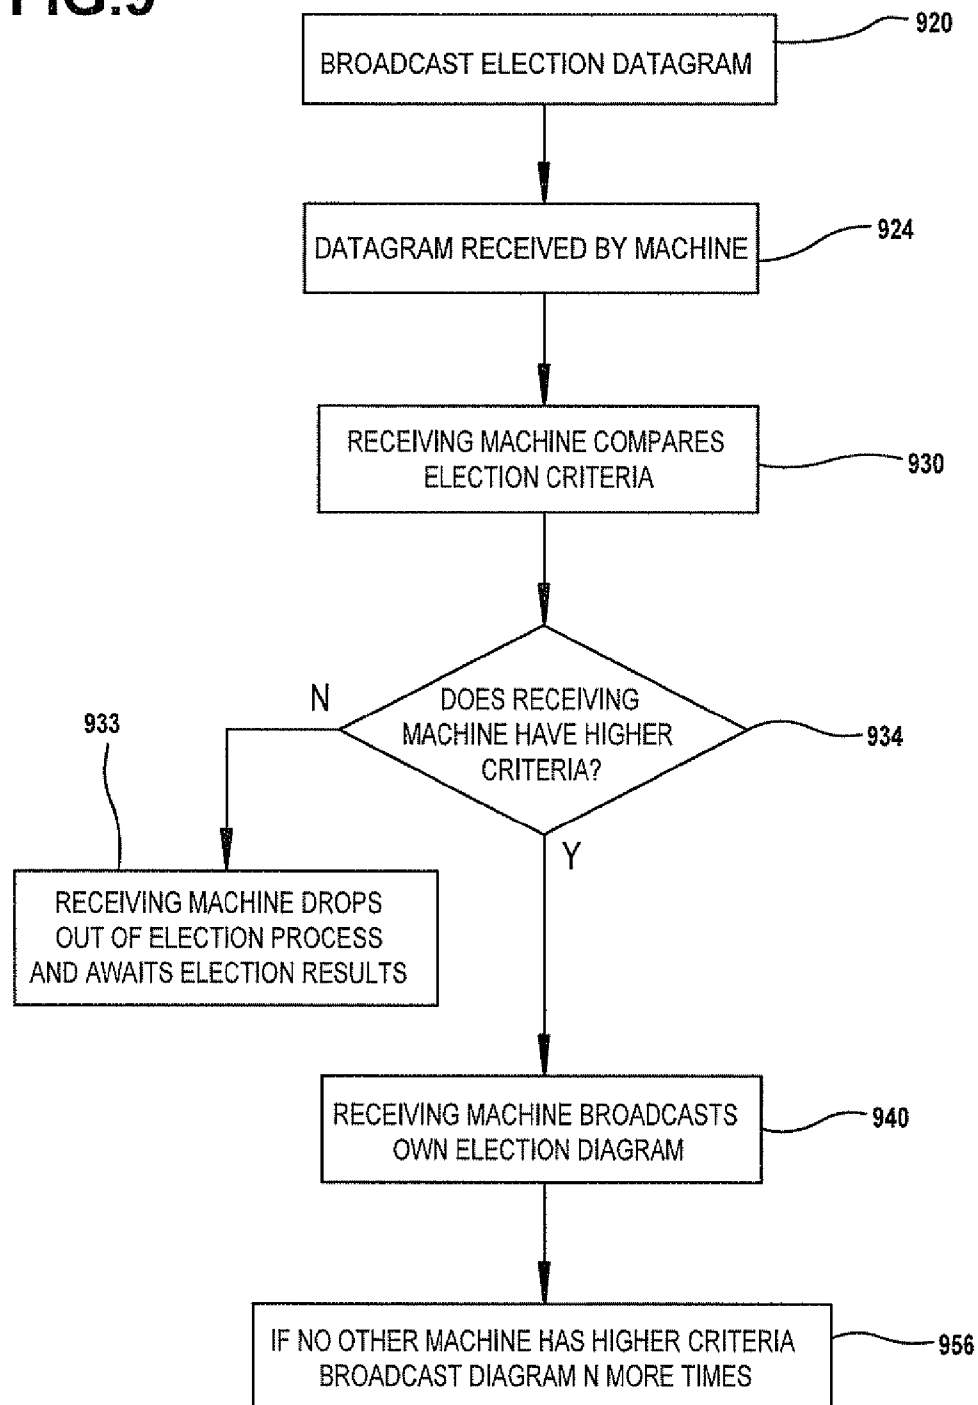 FIG.9
920
BROADCAST ELECTION DATAGRAM
924
DATAGRAM RECEIVED BY MACHINE
RECEIVING MACHINE COMPARES
ELECTION CRITERIA
930
N
DOES RECEIVING
MACHINE HAVE HIGHER
CRITERIA?
934
933
Y
RECEIVING MACHINE DROPS
OUT OF ELECTION PROCESS
AND AWAITS ELECTION RESULTS
RECEIVING MACHINE BROADCASTS
OWN ELECTION DIAGRAM
940
IF NO OTHER MACHINE HAS HIGHER CRITERIA
BROADCAST DIAGRAM N MORE TIMES
956